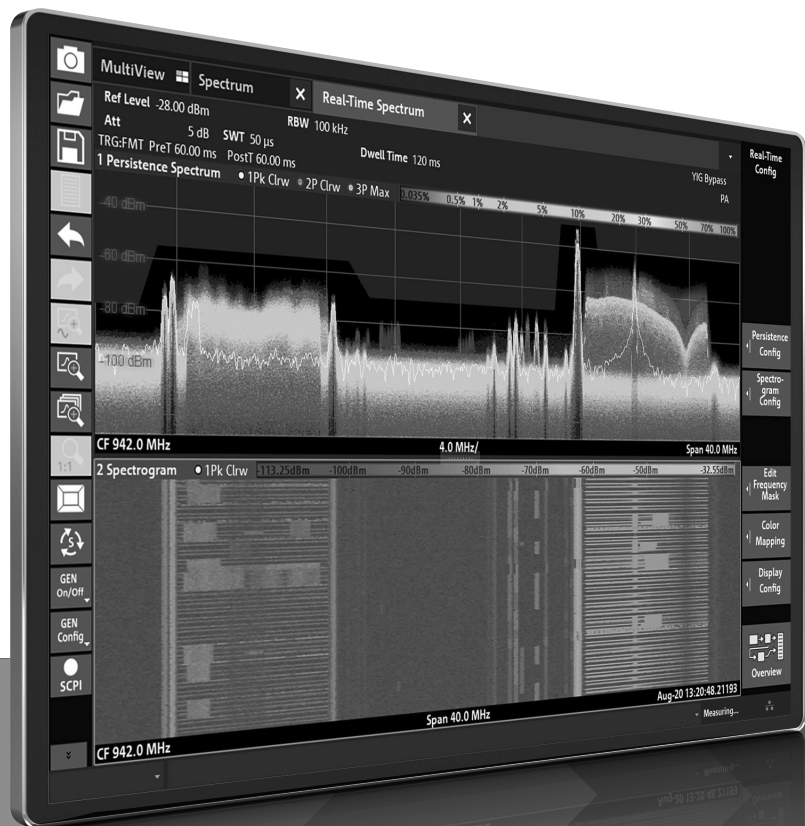 MultiView
Spectrum
X
Real-Time Spectrum
X
Ref Level -28.00 dBm
RBW 100 kHz
Att 5 dB SWT 50 µs
Dwell Time 120 ms
TRG:FMT PreT 60.00 ms PostT 60.00 ms
YIG Bypass
PA
1 Persistence Spectrum 1Pk Clrw 2P Clrw 3P Max 0.035% 0.5% 1% 2% 5% 10% 20% 30% 50% 70% 100%
-40 dBm
-60 dBm
-80 dBm
-100 dBm
CF 942.0 MHz 4.0 MHz/ Span 40.0 MHz
2 Spectrogram 1Pk Clrw -113.25dBm -100dBm -90dBm -80dBm -70dBm -60dBm -50dBm -32.55dBm
Aug-20 13:20:48.21193
CF 942.0 MHz Span 40.0 MHz
Measuring...
1:1
S
GEN
On/Off
GEN
Config
SCPI
Real-Time
Config
Persistence
Config
Spectro-
gram
Config
Edit
Frequency
Mask
Color
Mapping
Display
Config
Overview